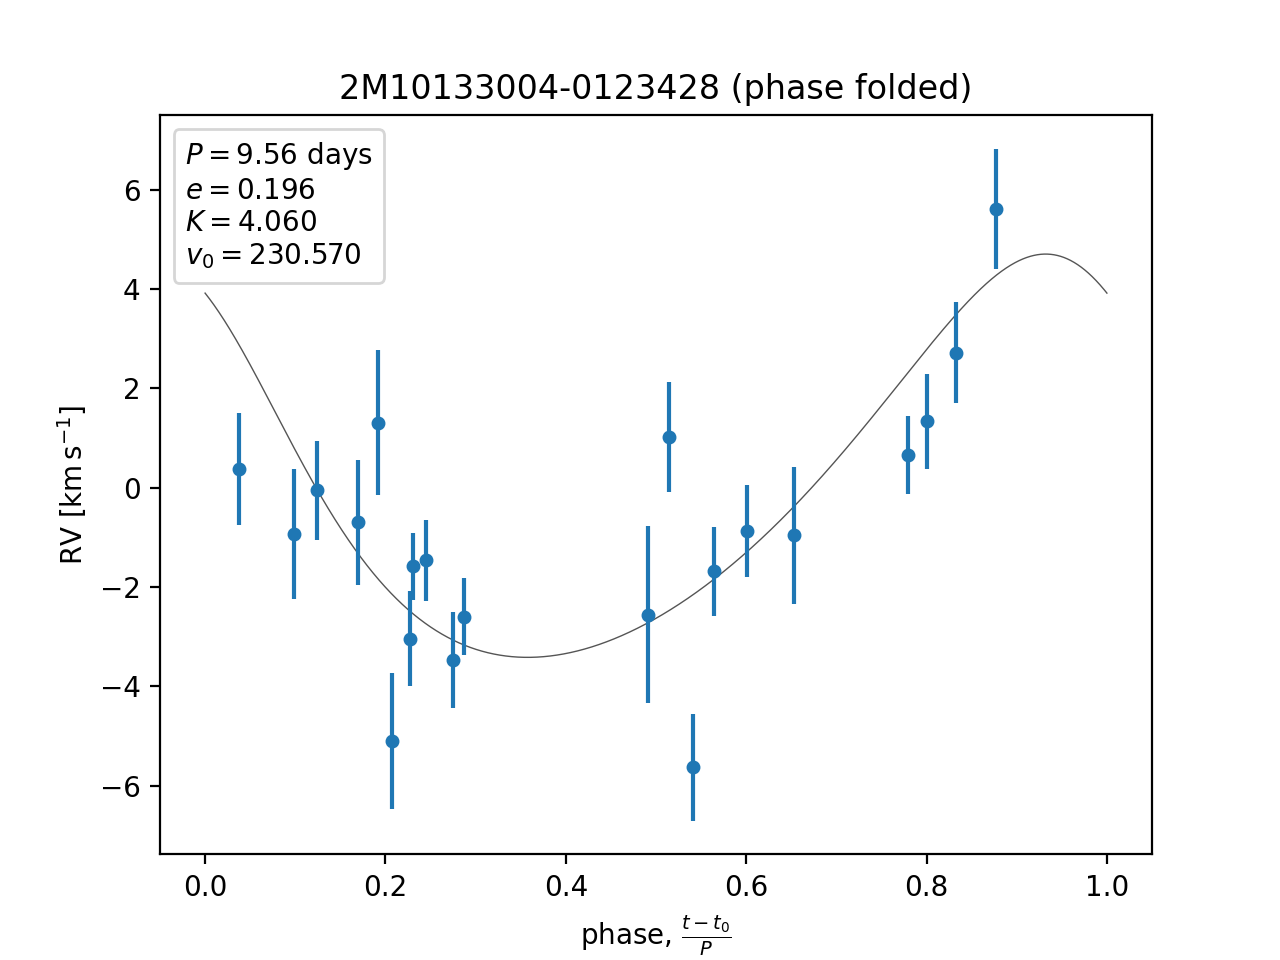 2M10133004-0123428 (phase folded)
P = 9.56 days
e = 0.196
K = 4.060
v₀ = 230.570
RV [km s⁻¹]
6
4
2
0
−2
−4
−6
0.0 0.2 0.4 0.6 0.8 1.0
phase, (t − t₀)/P